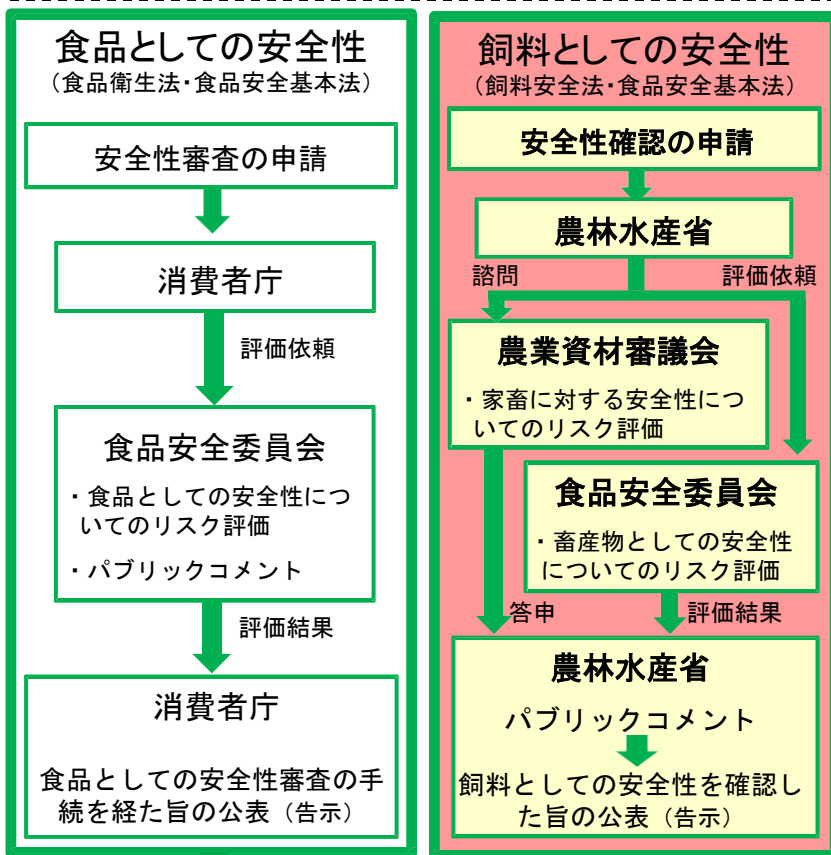 食品としての安全性
（食品衛生法・食品安全基本法）
安全性審査の申請
消費者庁
評価依頼
食品安全委員会
・食品としての安全性につ
いてのリスク評価
・パブリックコメント
評価結果
消費者庁
食品としての安全性審査の手
続を経た旨の公表（告示）
飼料としての安全性
（飼料安全法・食品安全基本法）
安全性確認の申請
農林水産省
諮問
評価依頼
農業資材審議会
・家畜に対する安全性につ
いてのリスク評価
食品安全委員会
・畜産物としての安全性
についてのリスク評価
答申
評価結果
農林水産省
パブリックコメント
飼料としての安全性を確認し
た旨の公表（告示）